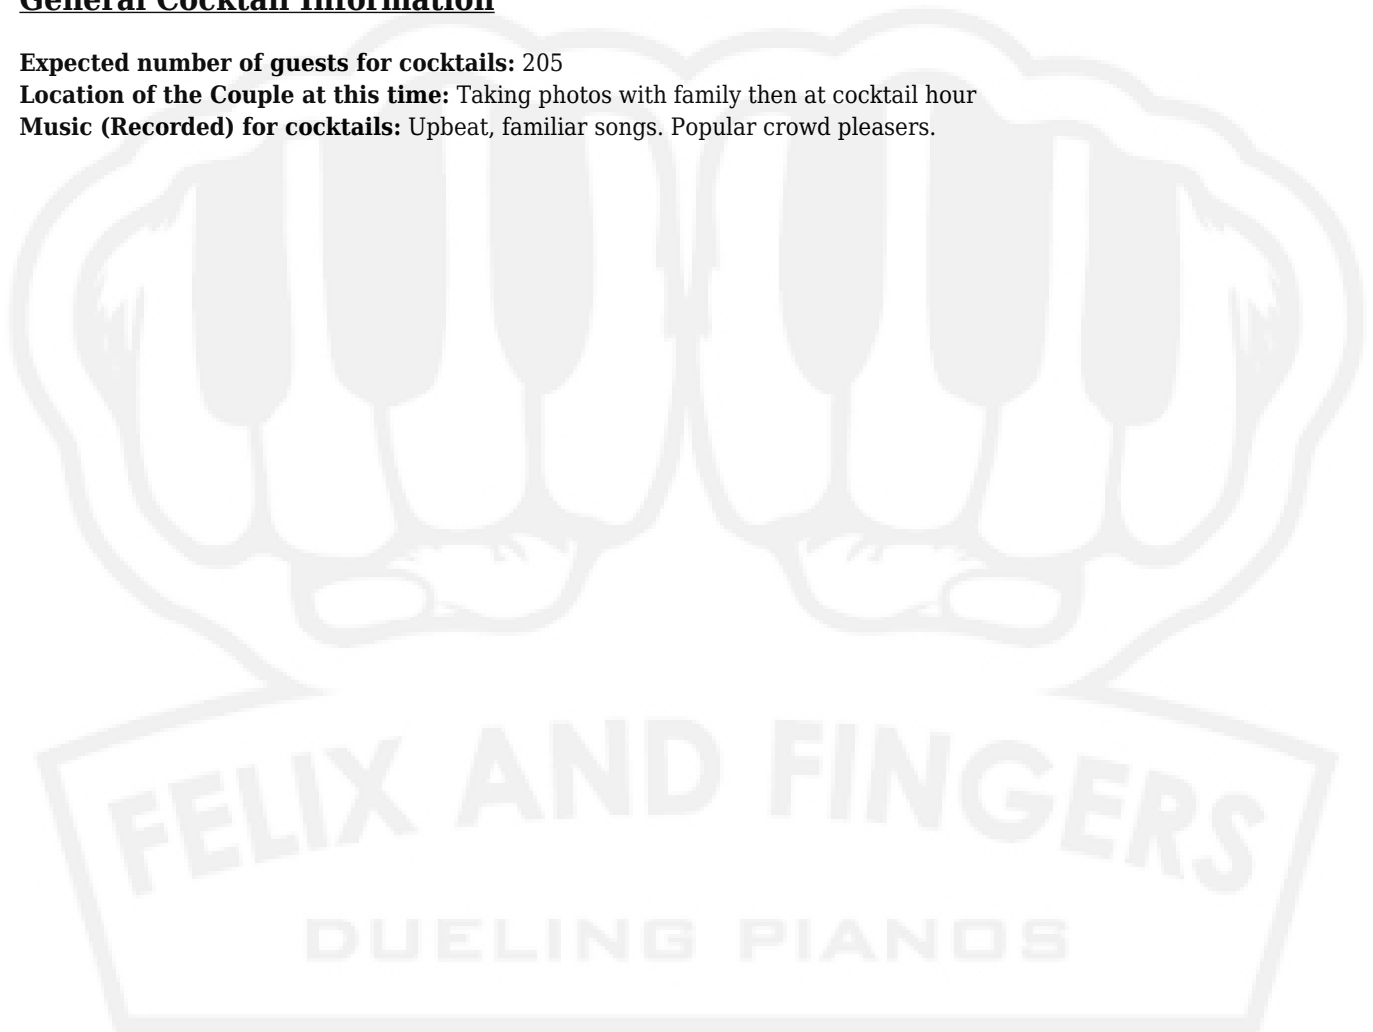 General Cocktail Information
Expected number of guests for cocktails: 205
Location of the Couple at this time: Taking photos with family then at cocktail hour
Music (Recorded) for cocktails: Upbeat, familiar songs. Popular crowd pleasers.
FELIX AND FINGERS
DUELING PIANOS